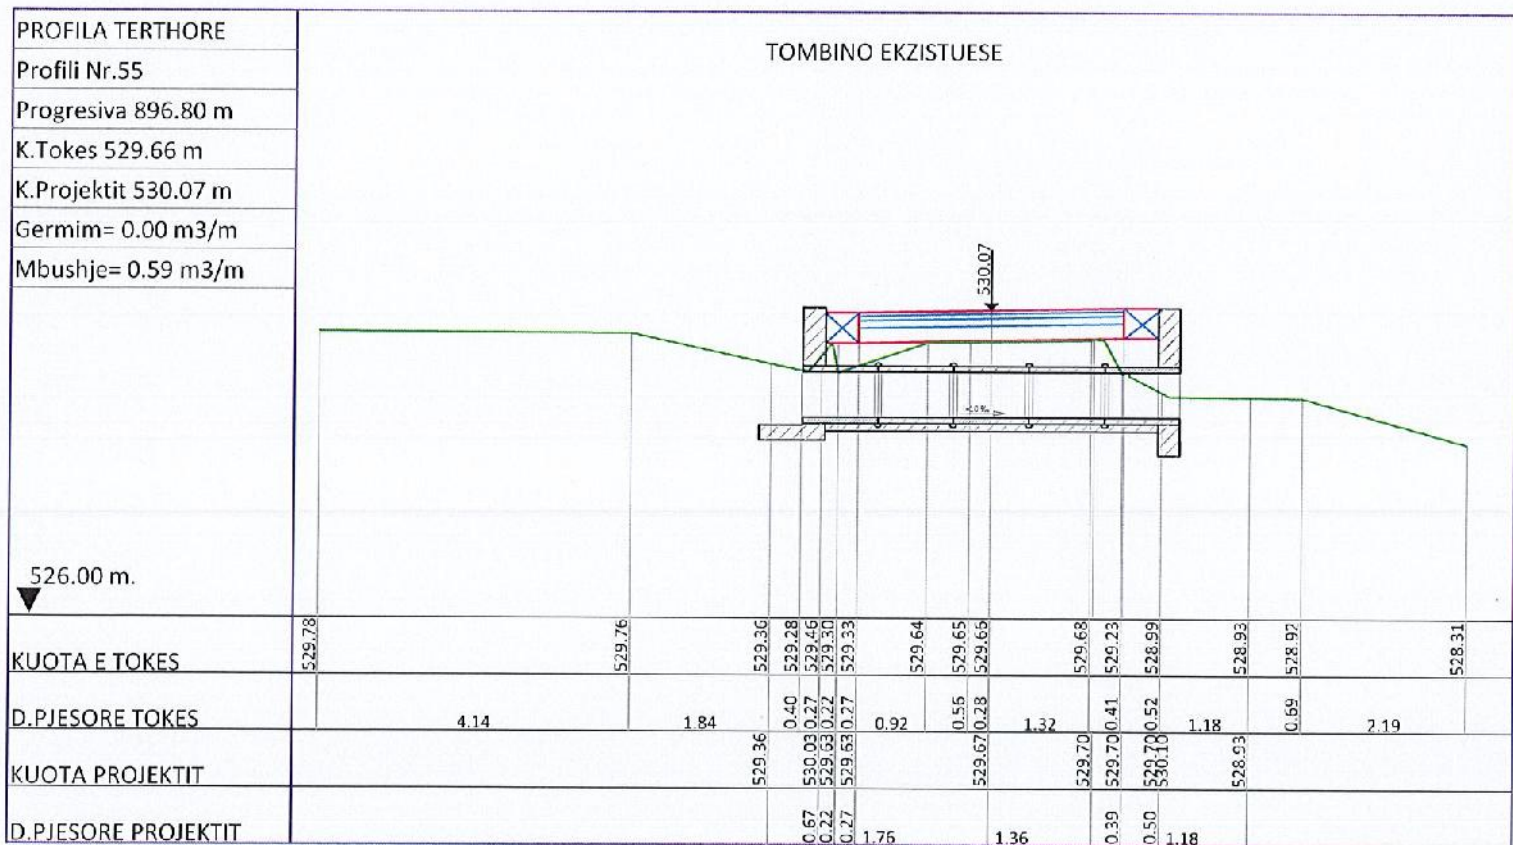 PROFILA TERTHORE
Profili Nr.55
Progresiva 896.80 m
K.Tokes 529.66 m
K.Projektit 530.07 m
Germim= 0.00 m3/m
Mbushje= 0.59 m3/m
TOMBINO EKZISTUESE
530.07
526.00 m.
KUOTA E TOKES 529.78 529.76 529.36 529.28 529.46 529.30 529.33 529.64 529.65 529.66 529.68 529.23 528.99 528.93 528.92 528.31
D.PJESORE TOKES 4.14 1.84 0.40 0.27 0.22 0.27 0.92 0.56 0.28 1.32 0.41 0.52 1.18 0.69 2.19
KUOTA PROJEKTIT 529.36 530.03 529.63 529.63 529.67 529.70 529.70 529.70 530.10 528.93
D.PJESORE PROJEKTIT 0.67 0.22 0.27 1.76 1.36 0.39 0.50 1.18